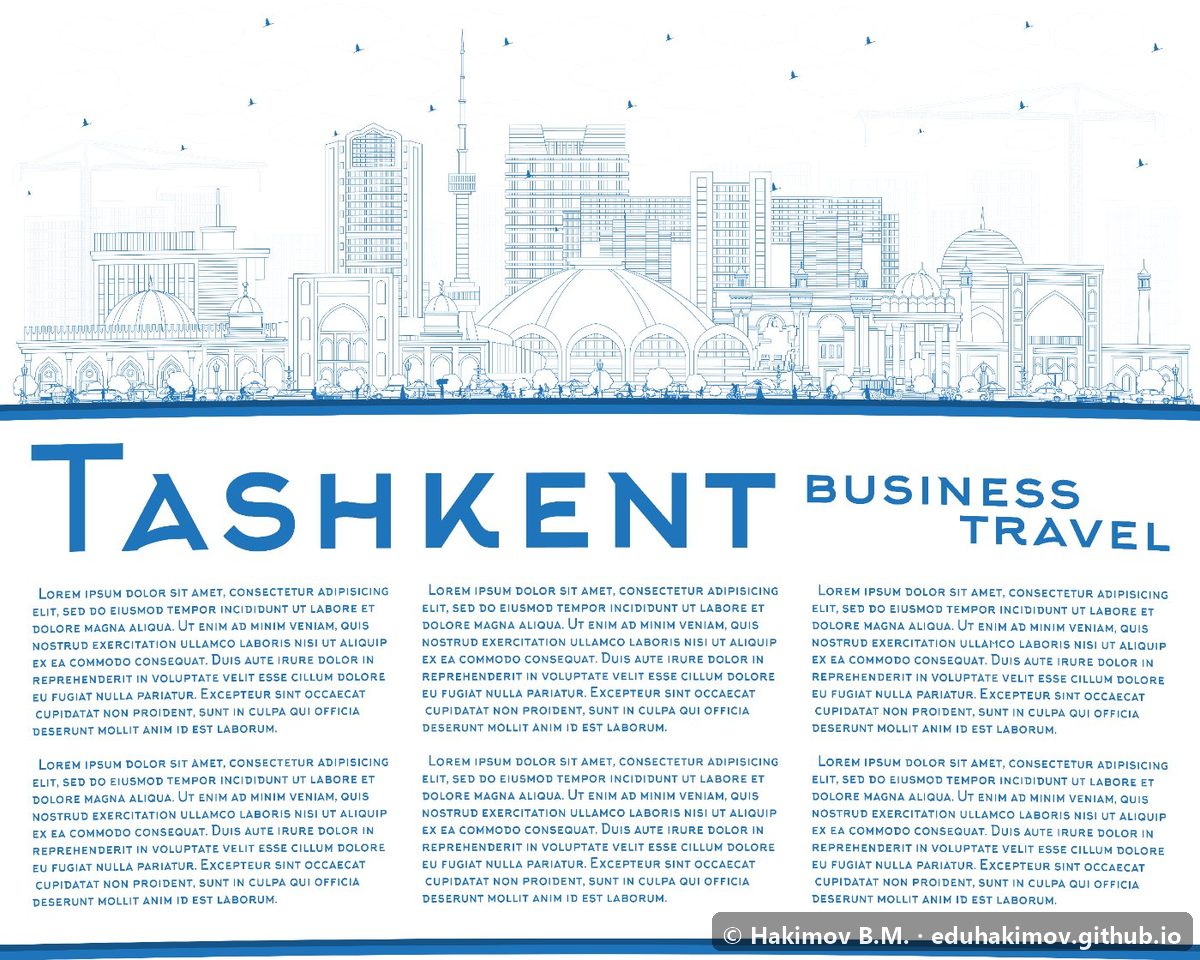 TASHKENT
BUSINESS
TRAVEL
LOREM IPSUM DOLOR SIT AMET, CONSECTETUR ADIPISICING
ELIT, SED DO EIUSMOD TEMPOR INCIDIDUNT UT LABORE ET
DOLORE MAGNA ALIQUA. UT ENIM AD MINIM VENIAM, QUIS
NOSTRUD EXERCITATION ULLAMCO LABORIS NISI UT ALIQUIP
EX EA COMMODO CONSEQUAT. DUIS AUTE IRURE DOLOR IN
REPREHENDERIT IN VOLUPTATE VELIT ESSE CILLUM DOLORE
EU FUGIAT NULLA PARIATUR. EXCEPTEUR SINT OCCAECAT
CUPIDATAT NON PROIDENT, SUNT IN CULPA QUI OFFICIA
DESERUNT MOLLIT ANIM ID EST LABORUM.
LOREM IPSUM DOLOR SIT AMET, CONSECTETUR ADIPISICING
ELIT, SED DO EIUSMOD TEMPOR INCIDIDUNT UT LABORE ET
DOLORE MAGNA ALIQUA. UT ENIM AD MINIM VENIAM, QUIS
NOSTRUD EXERCITATION ULLAMCO LABORIS NISI UT ALIQUIP
EX EA COMMODO CONSEQUAT. DUIS AUTE IRURE DOLOR IN
REPREHENDERIT IN VOLUPTATE VELIT ESSE CILLUM DOLORE
EU FUGIAT NULLA PARIATUR. EXCEPTEUR SINT OCCAECAT
CUPIDATAT NON PROIDENT, SUNT IN CULPA QUI OFFICIA
DESERUNT MOLLIT ANIM ID EST LABORUM.
LOREM IPSUM DOLOR SIT AMET, CONSECTETUR ADIPISICING
ELIT, SED DO EIUSMOD TEMPOR INCIDIDUNT UT LABORE ET
DOLORE MAGNA ALIQUA. UT ENIM AD MINIM VENIAM, QUIS
NOSTRUD EXERCITATION ULLAMCO LABORIS NISI UT ALIQUIP
EX EA COMMODO CONSEQUAT. DUIS AUTE IRURE DOLOR IN
REPREHENDERIT IN VOLUPTATE VELIT ESSE CILLUM DOLORE
EU FUGIAT NULLA PARIATUR. EXCEPTEUR SINT OCCAECAT
CUPIDATAT NON PROIDENT, SUNT IN CULPA QUI OFFICIA
DESERUNT MOLLIT ANIM ID EST LABORUM.
LOREM IPSUM DOLOR SIT AMET, CONSECTETUR ADIPISICING
ELIT, SED DO EIUSMOD TEMPOR INCIDIDUNT UT LABORE ET
DOLORE MAGNA ALIQUA. UT ENIM AD MINIM VENIAM, QUIS
NOSTRUD EXERCITATION ULLAMCO LABORIS NISI UT ALIQUIP
EX EA COMMODO CONSEQUAT. DUIS AUTE IRURE DOLOR IN
REPREHENDERIT IN VOLUPTATE VELIT ESSE CILLUM DOLORE
EU FUGIAT NULLA PARIATUR. EXCEPTEUR SINT OCCAECAT
CUPIDATAT NON PROIDENT, SUNT IN CULPA QUI OFFICIA
DESERUNT MOLLIT ANIM ID EST LABORUM.
LOREM IPSUM DOLOR SIT AMET, CONSECTETUR ADIPISICING
ELIT, SED DO EIUSMOD TEMPOR INCIDIDUNT UT LABORE ET
DOLORE MAGNA ALIQUA. UT ENIM AD MINIM VENIAM, QUIS
NOSTRUD EXERCITATION ULLAMCO LABORIS NISI UT ALIQUIP
EX EA COMMODO CONSEQUAT. DUIS AUTE IRURE DOLOR IN
REPREHENDERIT IN VOLUPTATE VELIT ESSE CILLUM DOLORE
EU FUGIAT NULLA PARIATUR. EXCEPTEUR SINT OCCAECAT
CUPIDATAT NON PROIDENT, SUNT IN CULPA QUI OFFICIA
DESERUNT MOLLIT ANIM ID EST LABORUM.
LOREM IPSUM DOLOR SIT AMET, CONSECTETUR ADIPISICING
ELIT, SED DO EIUSMOD TEMPOR INCIDIDUNT UT LABORE ET
DOLORE MAGNA ALIQUA. UT ENIM AD MINIM VENIAM, QUIS
NOSTRUD EXERCITATION ULLAMCO LABORIS NISI UT ALIQUIP
EX EA COMMODO CONSEQUAT. DUIS AUTE IRURE DOLOR IN
REPREHENDERIT IN VOLUPTATE VELIT ESSE CILLUM DOLORE
EU FUGIAT NULLA PARIATUR. EXCEPTEUR SINT OCCAECAT
CUPIDATAT NON PROIDENT, SUNT IN CULPA QUI OFFICIA
DESERUNT MOLLIT ANIM ID EST LABORUM.
© Hakimov B.M. · eduhakimov.github.io